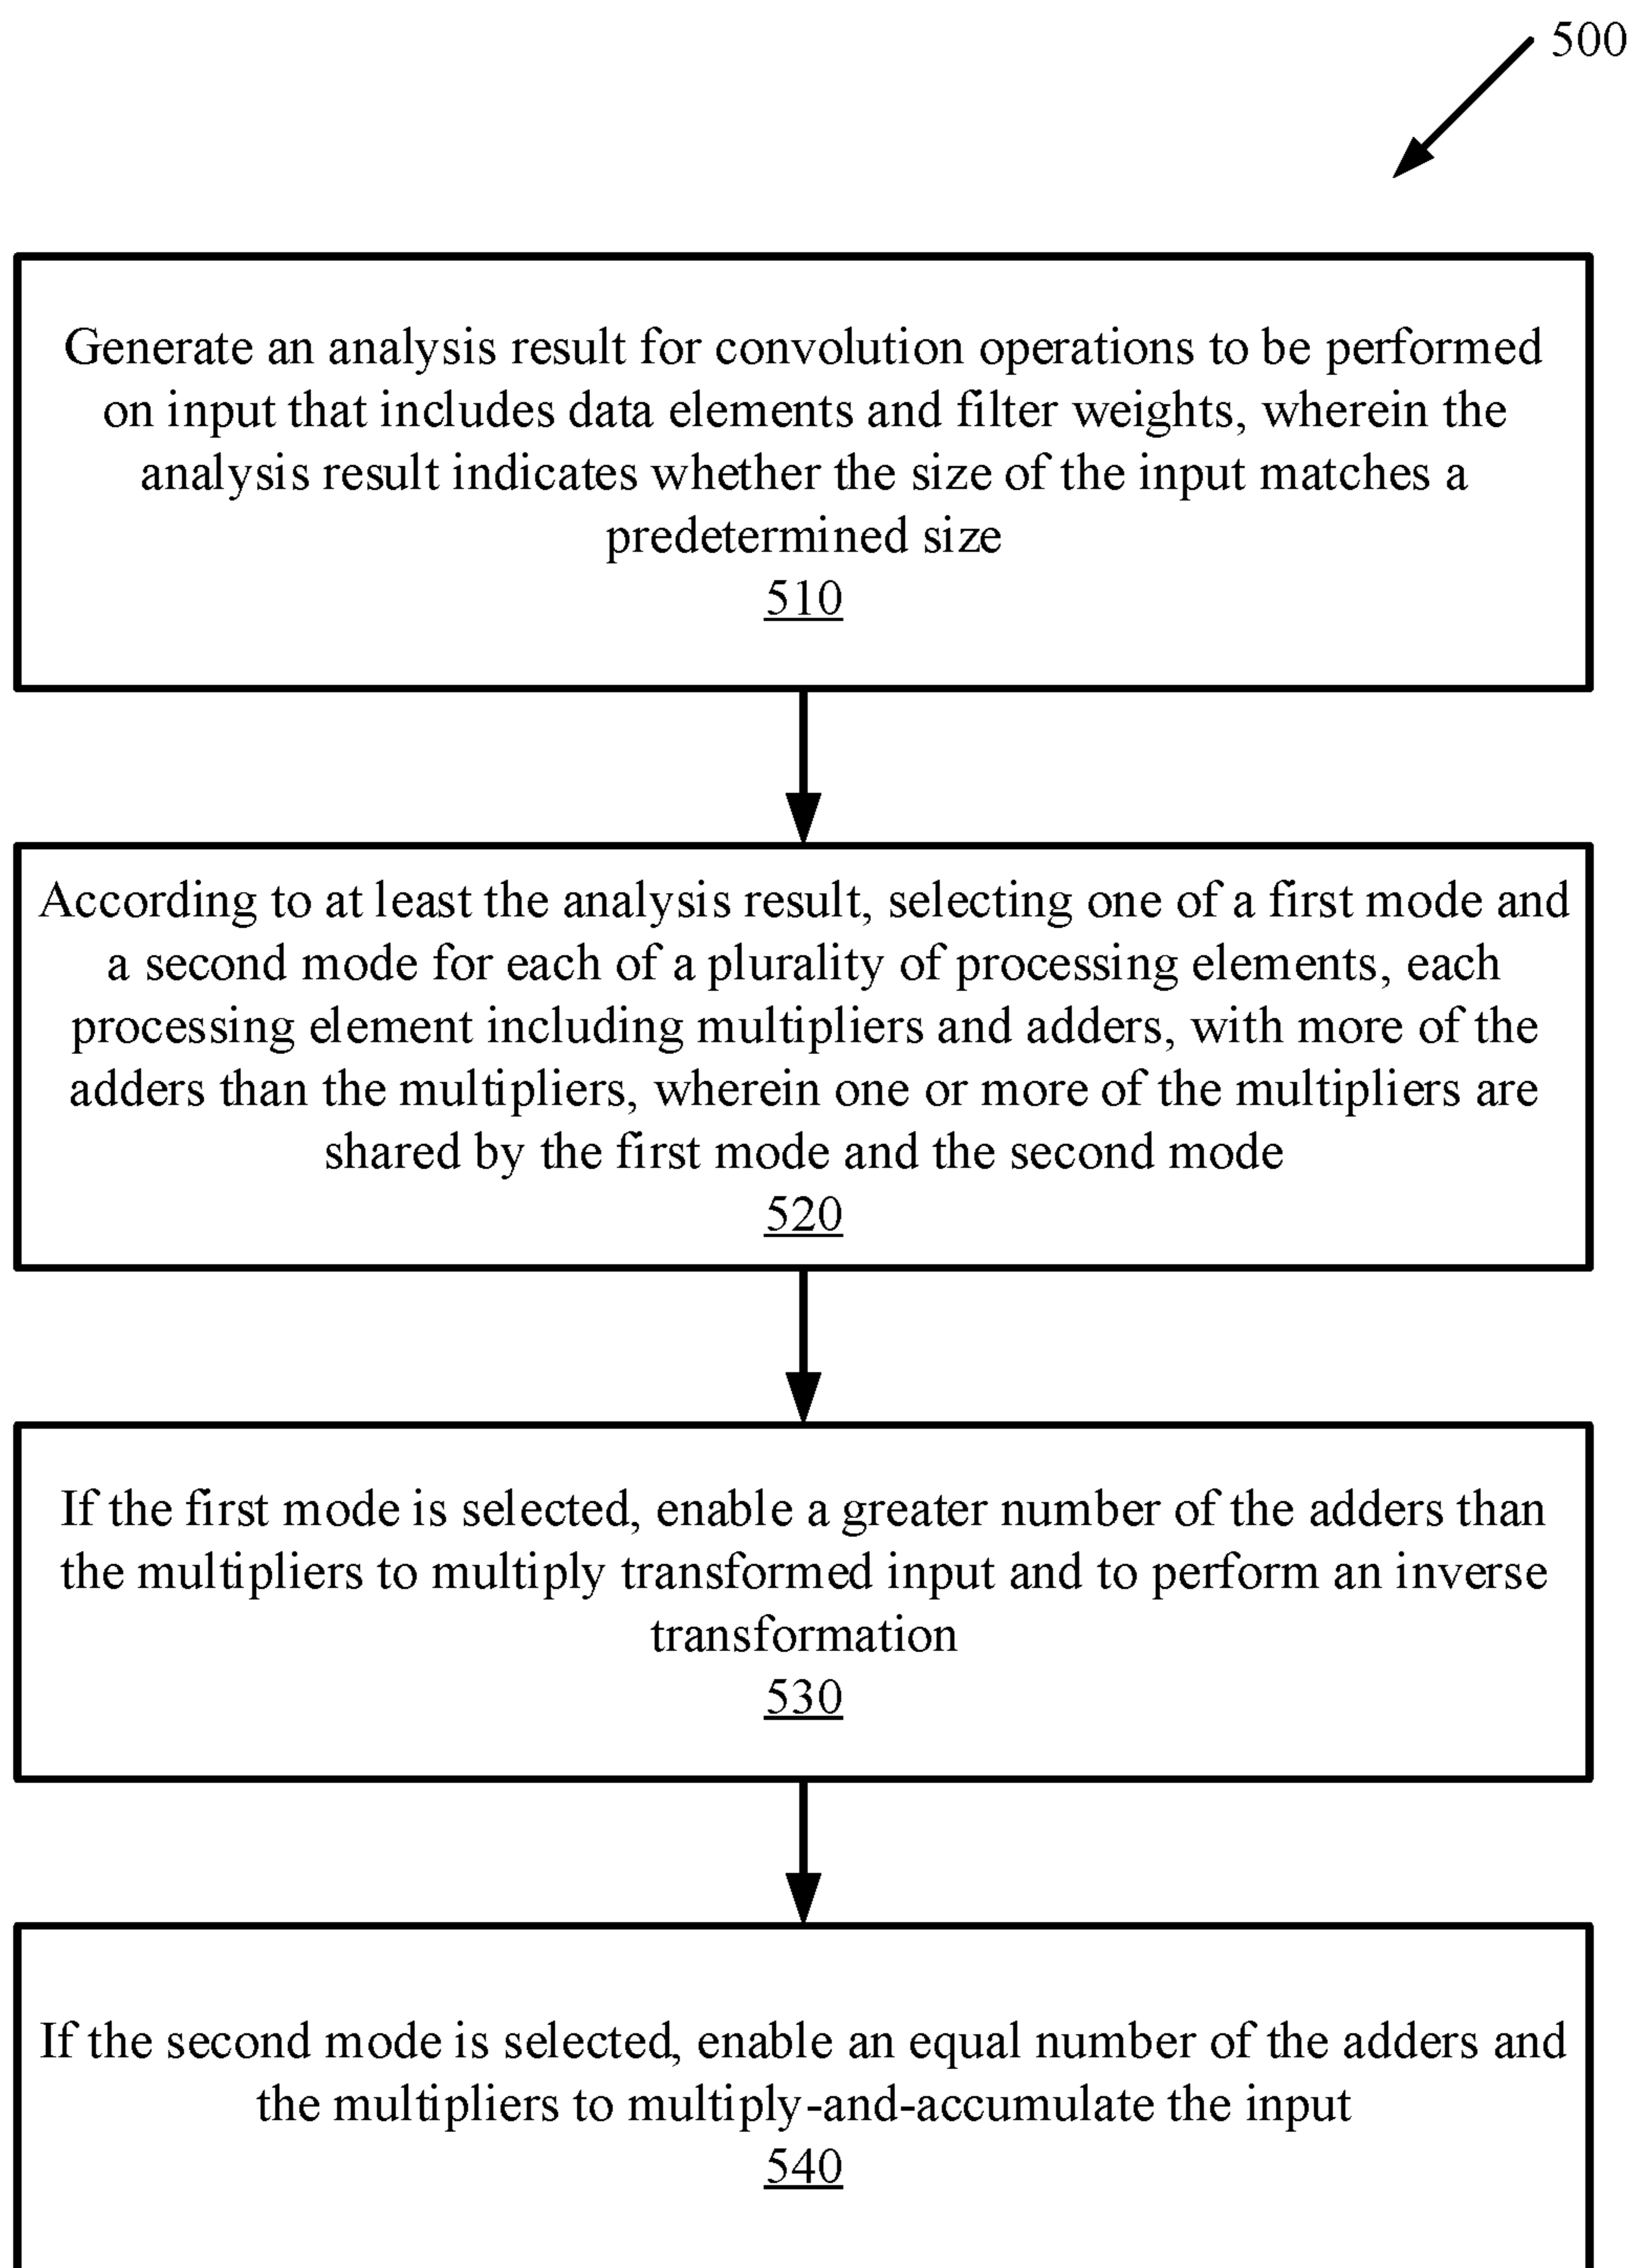 500
Generate an analysis result for convolution operations to be performed
on input that includes data elements and filter weights, wherein the
analysis result indicates whether the size of the input matches a
predetermined size
510
According to at least the analysis result, selecting one of a first mode and
a second mode for each of a plurality of processing elements, each
processing element including multipliers and adders, with more of the
adders than the multipliers, wherein one or more of the multipliers are
shared by the first mode and the second mode
520
If the first mode is selected, enable a greater number of the adders than
the multipliers to multiply transformed input and to perform an inverse
transformation
530
If the second mode is selected, enable an equal number of the adders and
the multipliers to multiply-and-accumulate the input
540